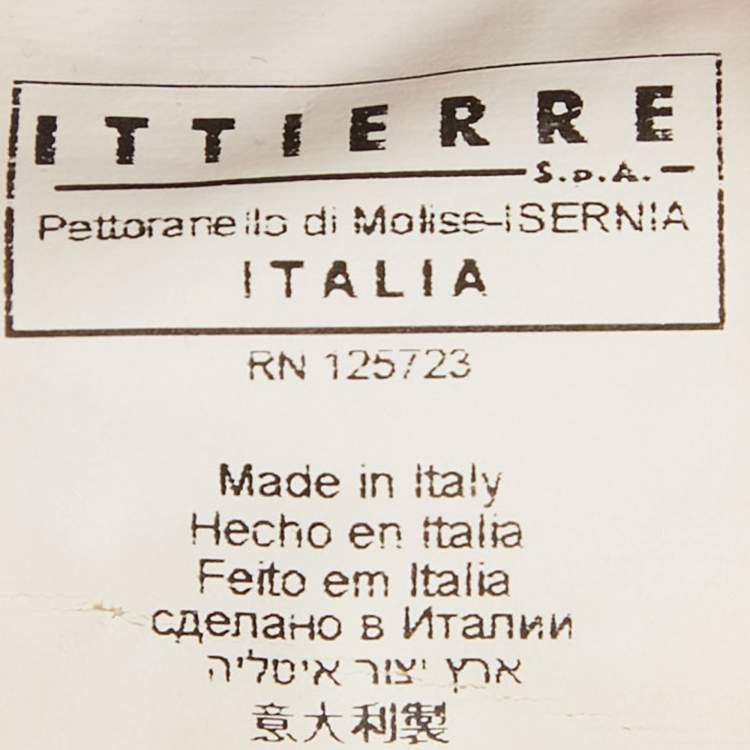 ITTIERRE
S.p.A.
Pettoranello di Molise-ISERNIA
ITALIA
RN 125723
Made in Italy
Hecho en Italia
Feito em Italia
сделано в Италии
ארץ יצור איטליה
意大利製